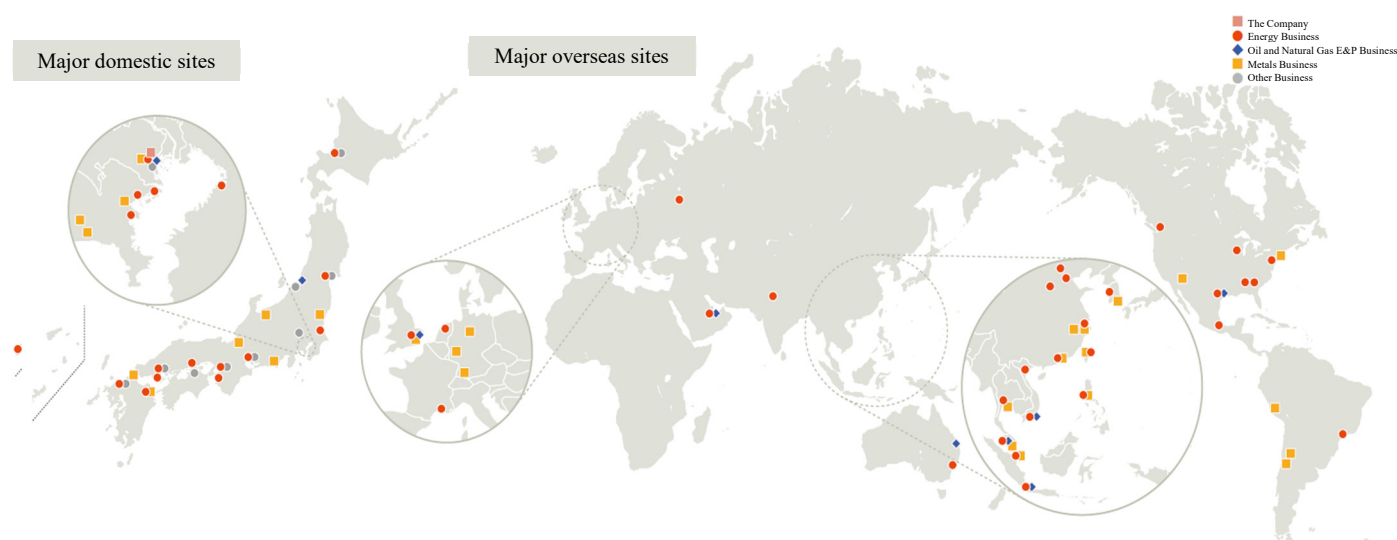 Major domestic sites
Major overseas sites
The Company
Energy Business
Oil and Natural Gas E&P Business
Metals Business
Other Business